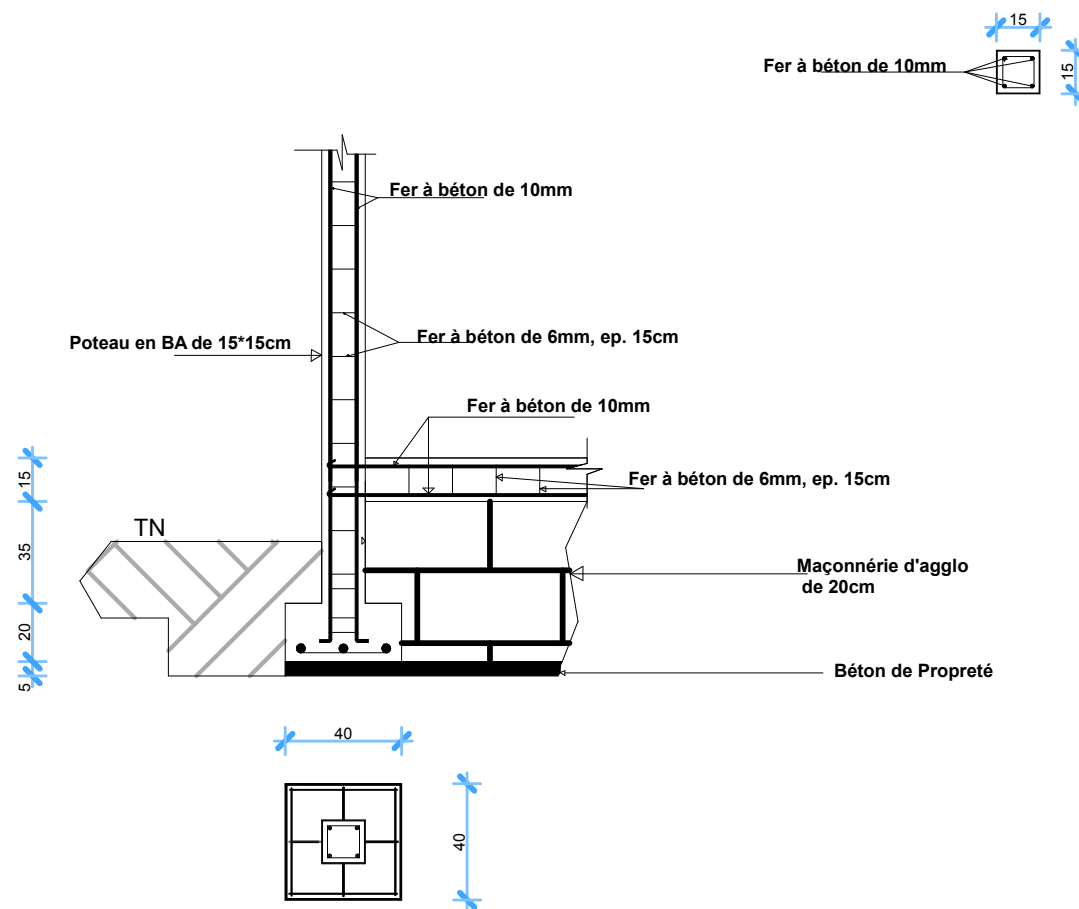 15
Fer à béton de 10mm
15
Fer à béton de 10mm
Poteau en BA de 15*15cm
Fer à béton de 6mm, ep. 15cm
Fer à béton de 10mm
15
Fer à béton de 6mm, ep. 15cm
TN
35
Maçonnérie d'agglo
de 20cm
20
5
Béton de Propreté
40
40